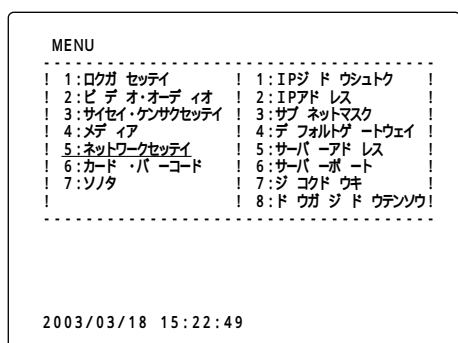 MENU
------------------------------------
! 1:ロクガ セッテイ ! 1:IPジ ド ウシュトク !
! 2:ビ デ オ・オーデ ィオ ! 2:IPアド レス !
! 3:サイセイ・ケンサクセッテイ ! 3:サブ ネットマスク !
! 4:メデ ィア ! 4:デ フォルトゲ ートウェイ !
! 5:ネットワークセッテイ ! 5:サーバ ーアド レス !
! 6:カード ・バ ーコード ! 6:サーバ ーポ ート !
! 7:ソノタ ! 7:ジ コクド ウキ !
! ! 8:ド ウガ ジ ド ウテンソウ!
------------------------------------
2003/03/18 15:22:49